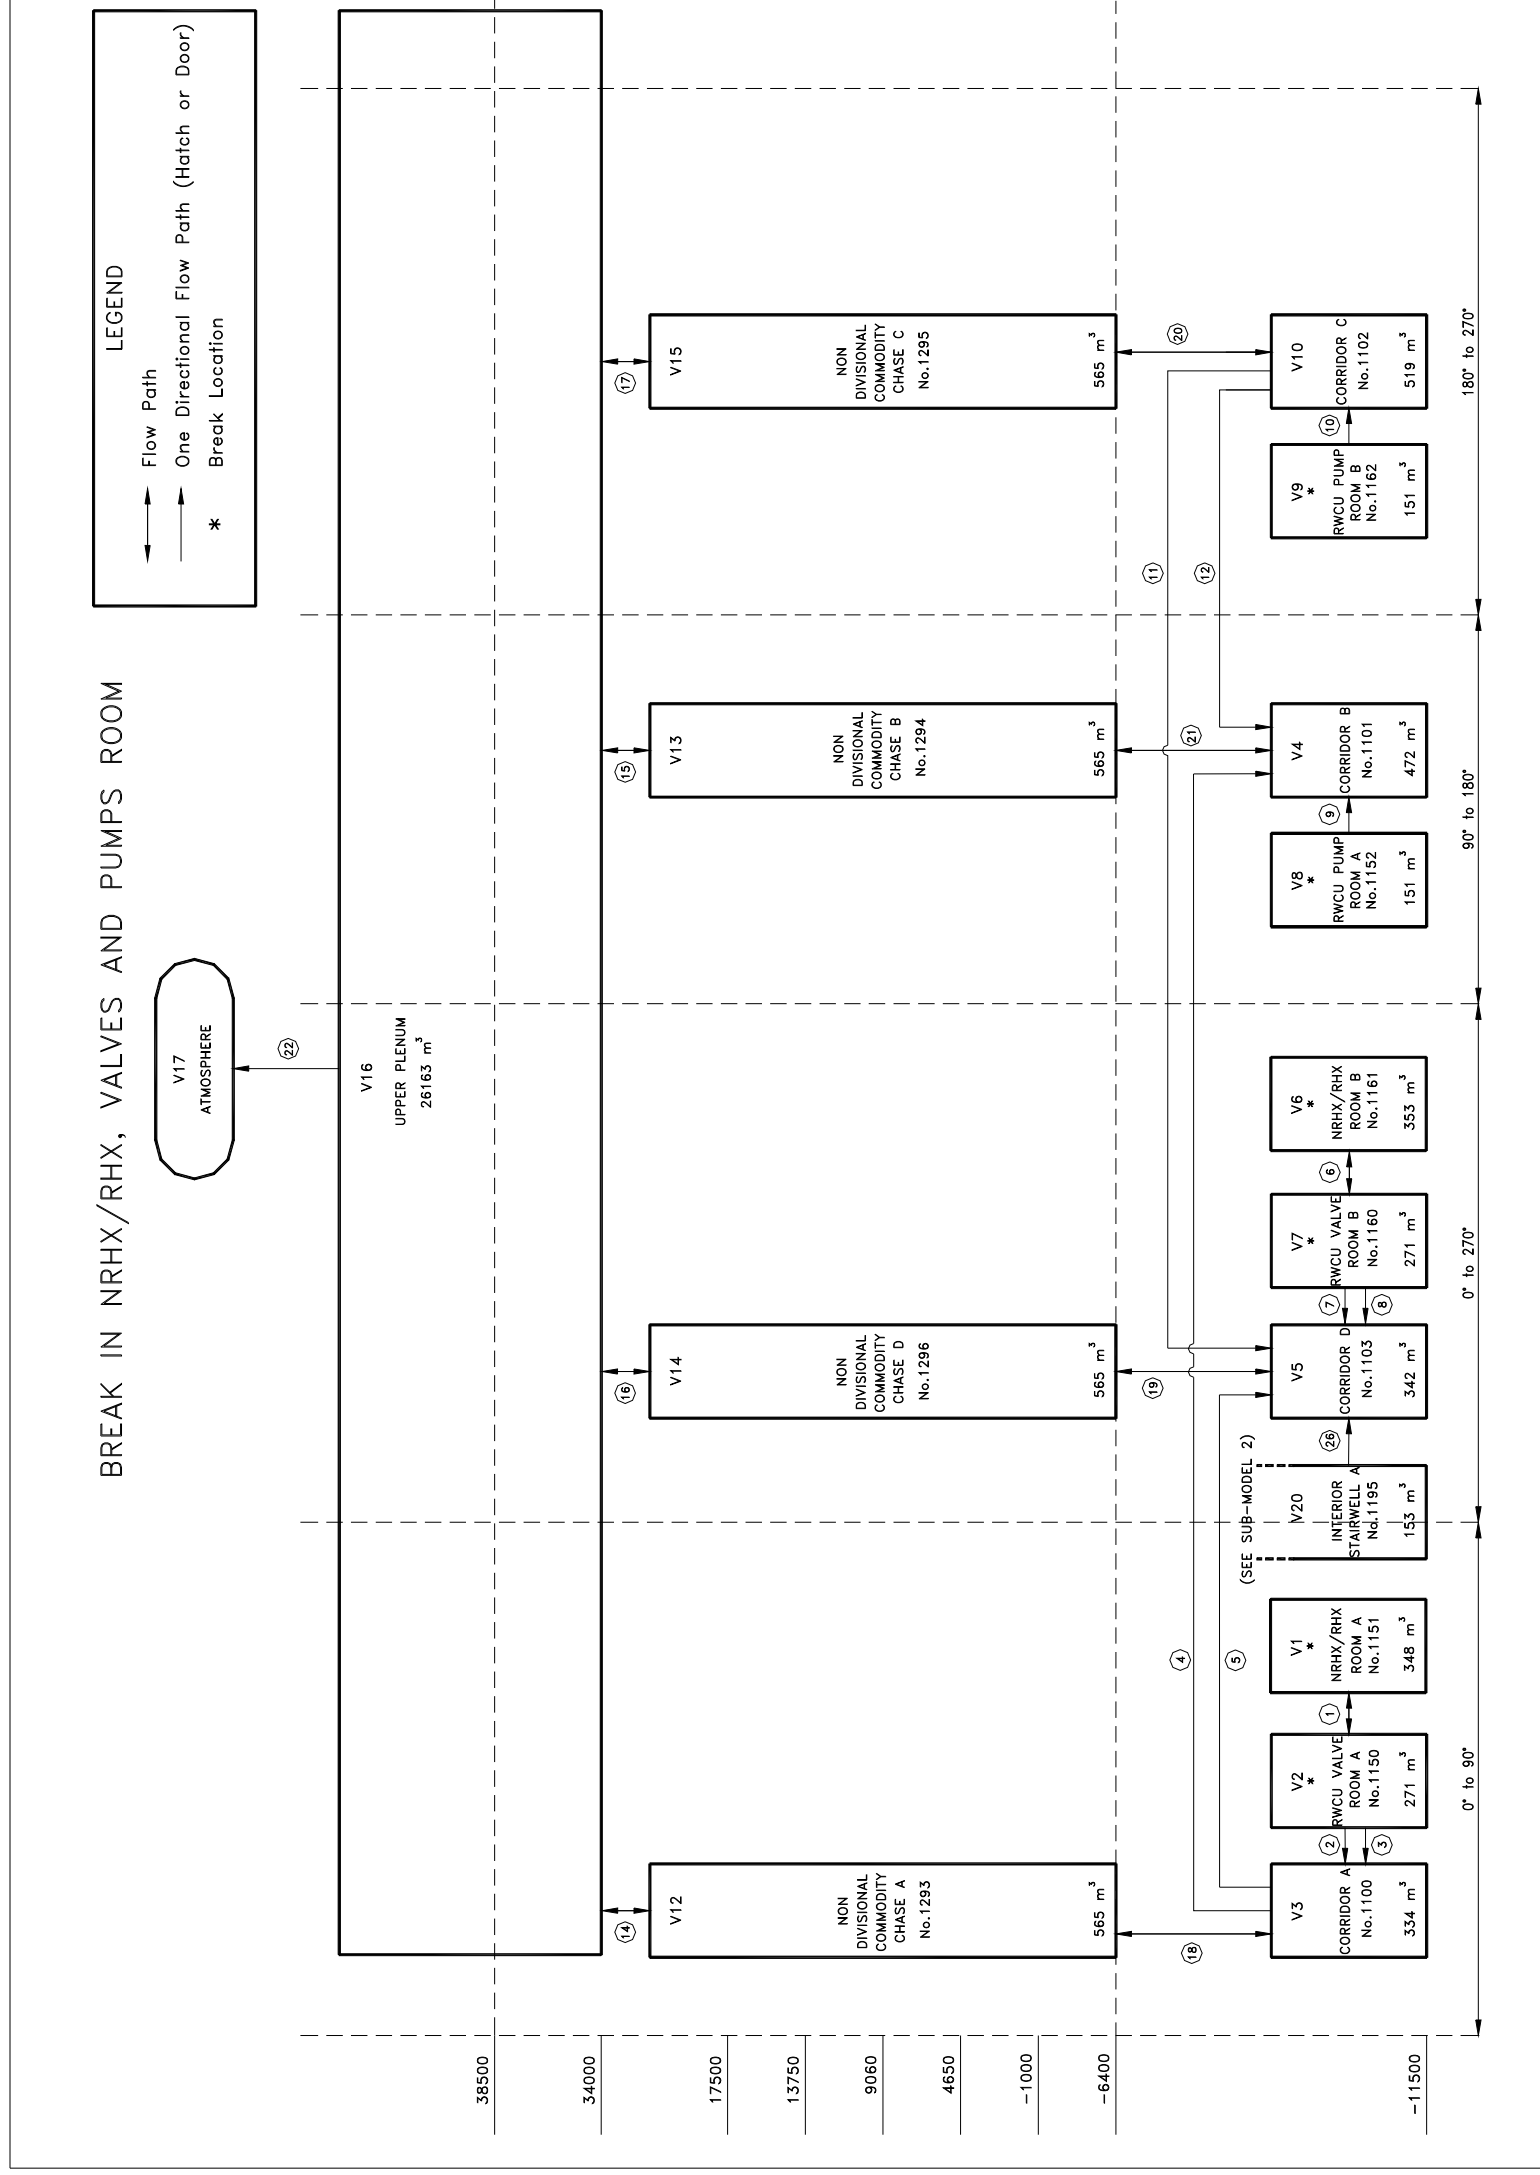 BREAK IN NRHX/RHX, VALVES AND PUMPS ROOM
LEGEND
Flow Path
One Directional Flow Path (Hatch or Door)
* Break Location
V17
ATMOSPHERE
22
38500
V16
UPPER PLENUM
26163 m³
34000
14
16
15
17
V12
NON
DIVISIONAL
COMMODITY
CHASE A
No.1293
565 m³
V14
NON
DIVISIONAL
COMMODITY
CHASE D
No.1296
565 m³
V13
NON
DIVISIONAL
COMMODITY
CHASE B
No.1294
565 m³
V15
NON
DIVISIONAL
COMMODITY
CHASE C
No.1295
565 m³
17500
13750
9060
4650
-1000
-6400
18
4
5
19
11
12
21
20
(SEE SUB-MODEL 2)
V3
CORRIDOR A
No.1100
334 m³
2
3
V2
*
RWCU VALVE
ROOM A
No.1150
271 m³
1
V1
*
NRHX/RHX
ROOM A
No.1151
348 m³
V20
INTERIOR
STAIRWELL A
No.1195
153 m³
26
V5
CORRIDOR D
No.1103
342 m³
7
8
V7
*
RWCU VALVE
ROOM B
No.1160
271 m³
6
V6
*
NRHX/RHX
ROOM B
No.1161
353 m³
V8
*
RWCU PUMP
ROOM A
No.1152
151 m³
9
V4
CORRIDOR B
No.1101
472 m³
V9
*
RWCU PUMP
ROOM B
No.1162
151 m³
10
V10
CORRIDOR C
No.1102
519 m³
-11500
0° to 90°
0° to 270°
90° to 180°
180° to 270°